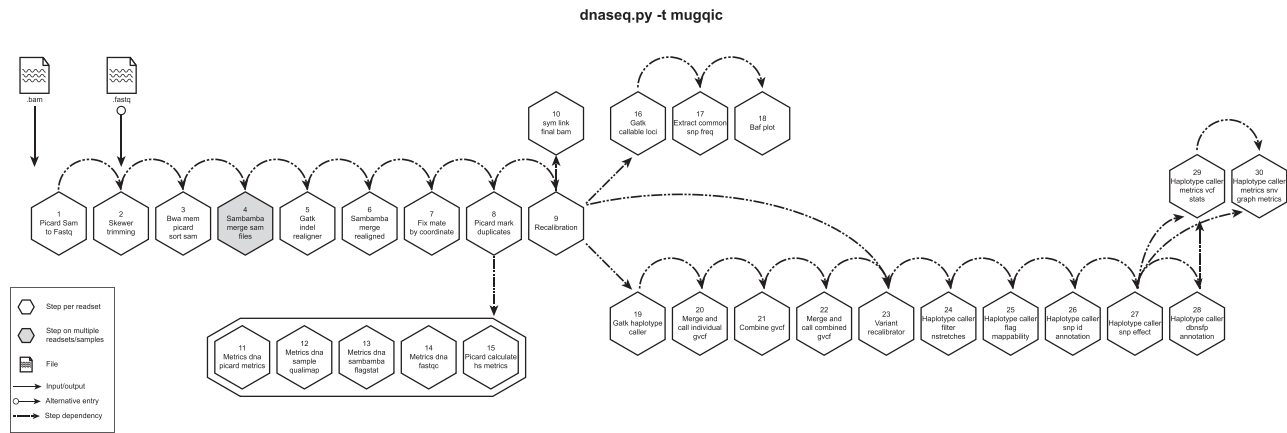 dnaseq.py -t mugqic
.bam
.fastq
1
Picard Sam
to Fastq
2
Skewer
trimming
3
Bwa mem
picard
sort sam
4
Sambamba
merge sam
files
5
Gatk
indel
realigner
6
Sambamba
merge
realigned
7
Fix mate
by coordinate
8
Picard mark
duplicates
9
Recalibration
10
sym link
final bam
11
Metrics dna
picard metrics
12
Metrics dna
sample
qualimap
13
Metrics dna
sambamba
flagstat
14
Metrics dna
fastqc
15
Picard calculate
hs metrics
16
Gatk
callable loci
17
Extract common
snp freq
18
Baf plot
19
Gatk haplotype
caller
20
Merge and
call individual
gvcf
21
Combine gvcf
22
Merge and
call combined
gvcf
23
Variant
recalibrator
24
Haplotype caller
filter
nstretches
25
Haplotype caller
flag
mappability
26
Haplotype caller
snp id
annotation
27
Haplotype caller
snp effect
28
Haplotype caller
dbnsfp
annotation
29
Haplotype caller
metrics vcf
stats
30
Haplotype caller
metrics snv
graph metrics
Step per readset
Step on multiple
readsets/samples
File
Input/output
Alternative entry
Step dependency